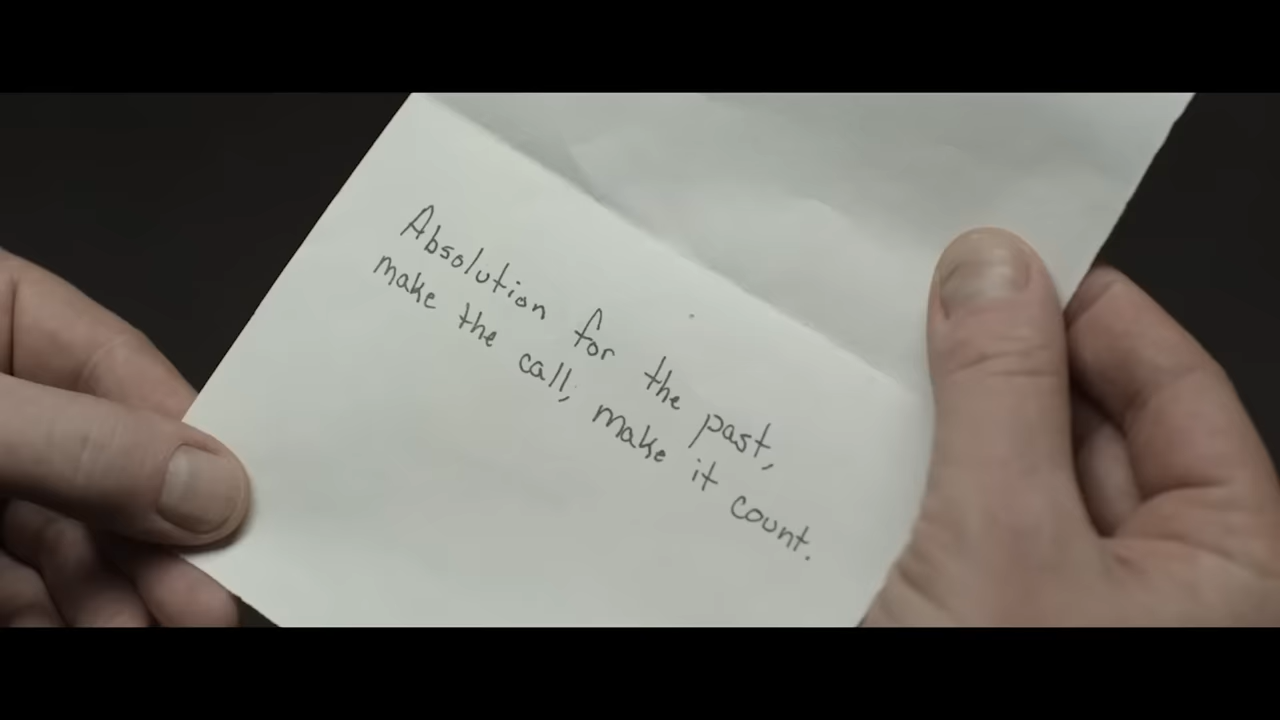 Absolution for the past,
make the call; make it count.